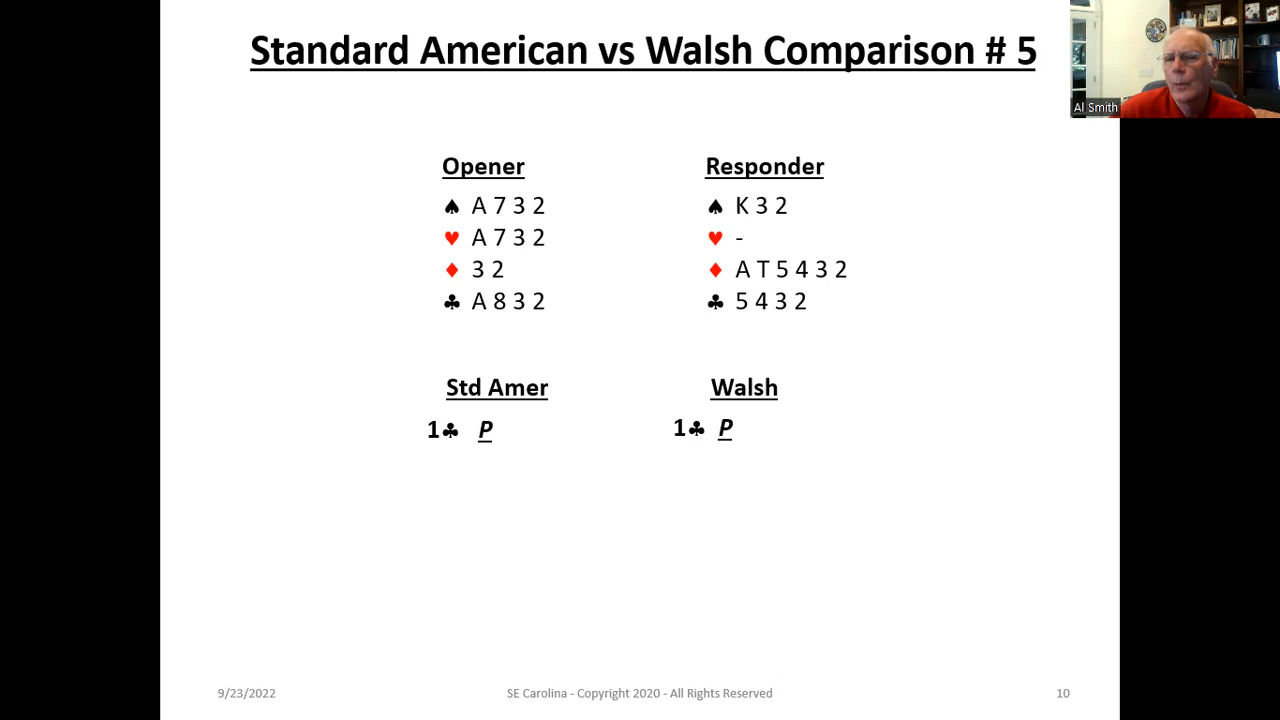 Standard American vs Walsh Comparison # 5
Al Smith
Opener Responder
♠ A 7 3 2 ♠ K 3 2
♥ A 7 3 2 ♥ -
♦ 3 2 ♦ A T 5 4 3 2
♣ A 8 3 2 ♣ 5 4 3 2
Std Amer Walsh
1♣ P 1♣ P
9/23/2022 SE Carolina - Copyright 2020 - All Rights Reserved 10